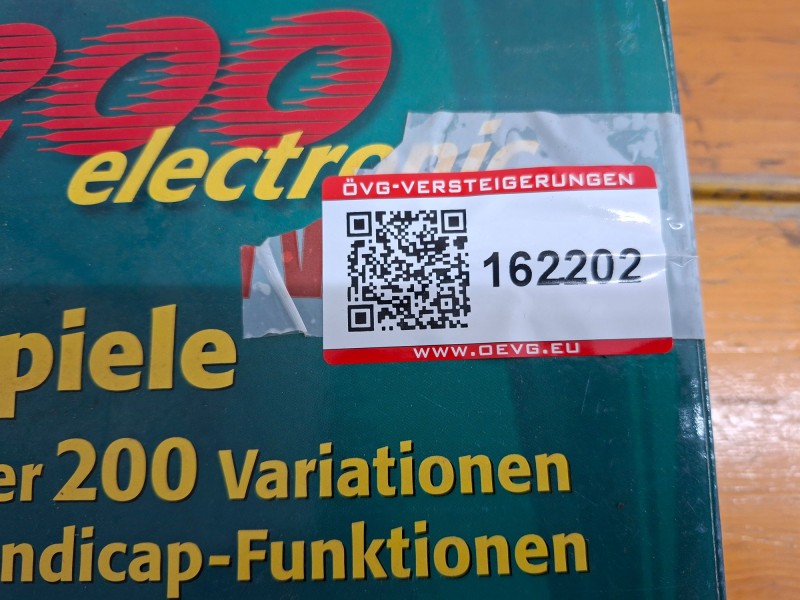 200
electronic
ÖVG-VERSTEIGERUNGEN
162202
WWW.OEVG.EU
piele
er 200 Variationen
ndicap-Funktionen